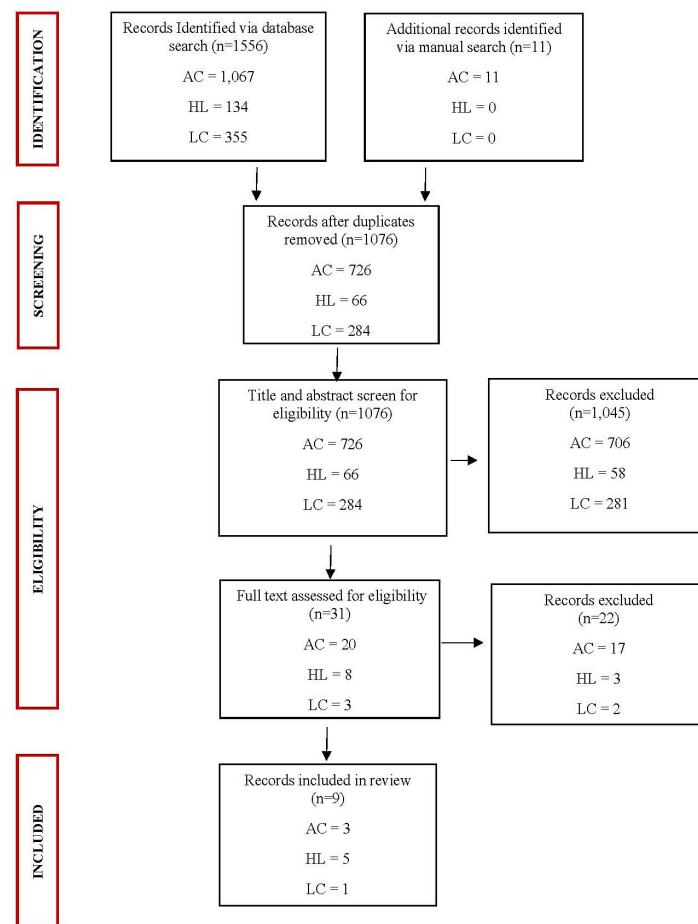 IDENTIFICATION
Records Identified via database
search (n=1556)
AC = 1,067
HL = 134
LC = 355
Additional records identified
via manual search (n=11)
AC = 11
HL = 0
LC = 0
SCREENING
Records after duplicates
removed (n=1076)
AC = 726
HL = 66
LC = 284
ELIGIBILITY
Title and abstract screen for
eligibility (n=1076)
AC = 726
HL = 66
LC = 284
Records excluded
(n=1,045)
AC = 706
HL = 58
LC = 281
Full text assessed for eligibility
(n=31)
AC = 20
HL = 8
LC = 3
Records excluded
(n=22)
AC = 17
HL = 3
LC = 2
INCLUDED
Records included in review
(n=9)
AC = 3
HL = 5
LC = 1